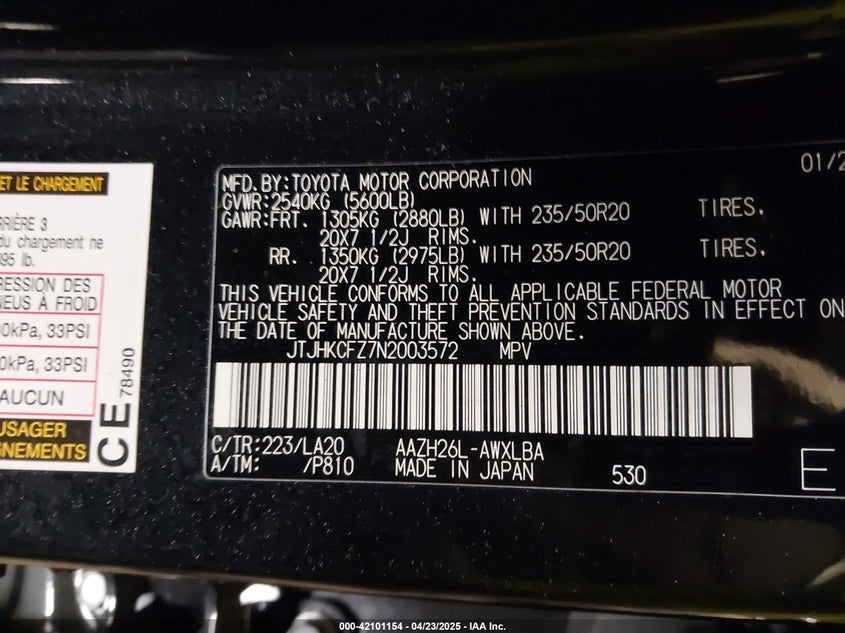 ET LE CHARGEMENT
RRIÈRE 3
du chargement ne
95 lb.
RESSION DES
NEUS À FROID
0kPa, 33PSI
0kPa, 33PSI
AUCUN
USAGER
GNEMENTS
CE 78490
01/2
MFD.BY:TOYOTA MOTOR CORPORATION
GVWR:2540KG (5600LB)
GAWR:FRT. 1305KG (2880LB) WITH 235/50R20 TIRES,
20X7 1/2J RIMS.
RR. 1350KG (2975LB) WITH 235/50R20 TIRES,
20X7 1/2J RIMS.
THIS VEHICLE CONFORMS TO ALL APPLICABLE FEDERAL MOTOR
VEHICLE SAFETY AND THEFT PREVENTION STANDARDS IN EFFECT ON
THE DATE OF MANUFACTURE SHOWN ABOVE.
JTJHKCFZ7N2003572 MPV
C/TR:223/LA20 AAZH26L-AWXLBA
A/TM: /P810 MADE IN JAPAN 530
E
000-42101154 - 04/23/2025 - IAA Inc.